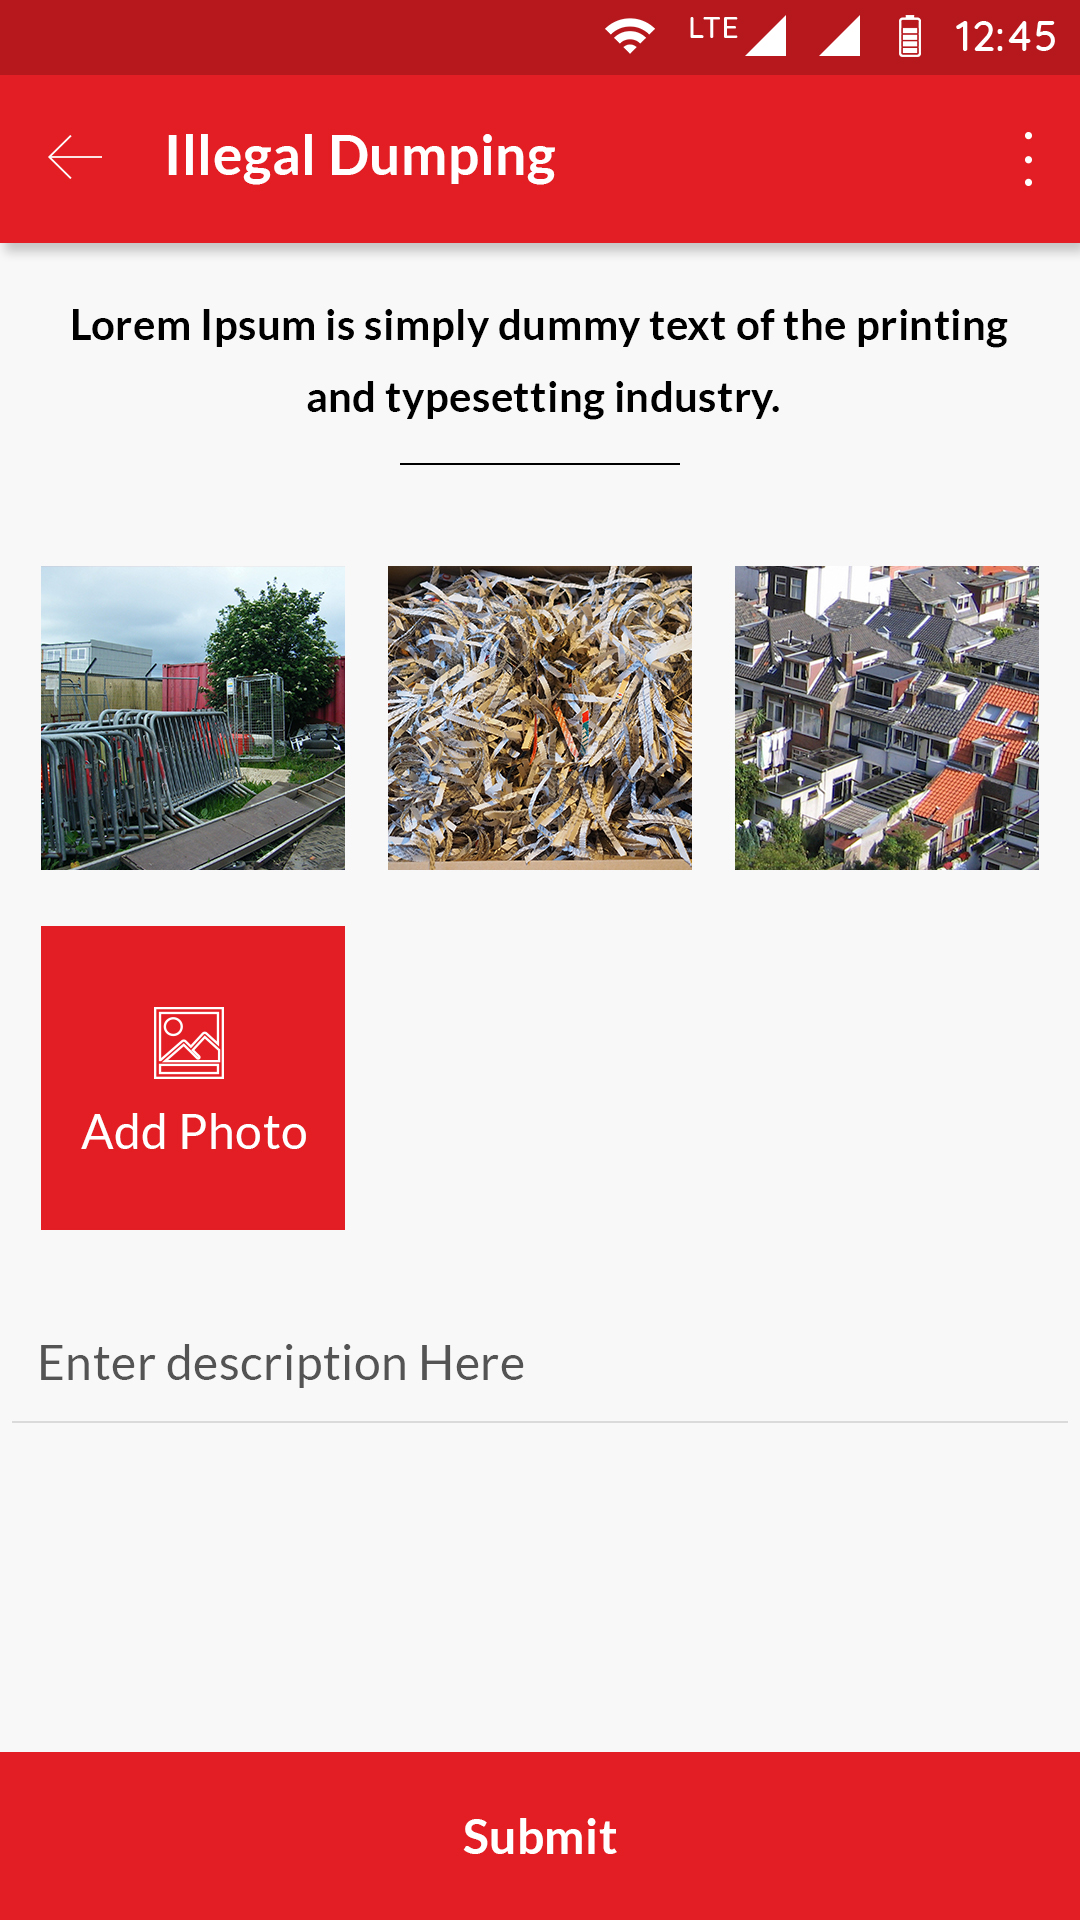 LTE 12:45
Illegal Dumping
Lorem Ipsum is simply dummy text of the printing
and typesetting industry.
Add Photo
Enter description Here
Submit